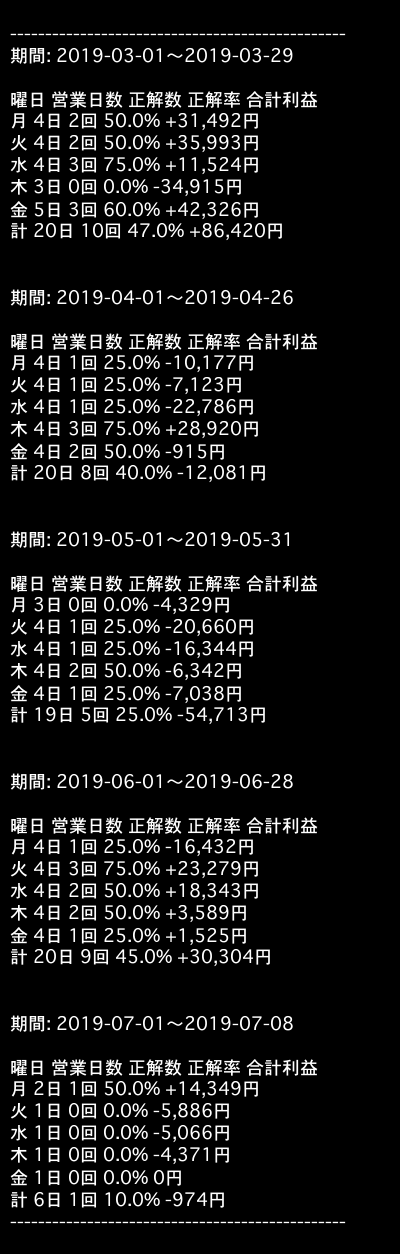 ------------------------------------------------
期間: 2019-03-01〜2019-03-29
曜日 営業日数 正解数 正解率 合計利益
月 4日 2回 50.0% +31,492円
火 4日 2回 50.0% +35,993円
水 4日 3回 75.0% +11,524円
木 3日 0回 0.0% -34,915円
金 5日 3回 60.0% +42,326円
計 20日 10回 47.0% +86,420円
期間: 2019-04-01〜2019-04-26
曜日 営業日数 正解数 正解率 合計利益
月 4日 1回 25.0% -10,177円
火 4日 1回 25.0% -7,123円
水 4日 1回 25.0% -22,786円
木 4日 3回 75.0% +28,920円
金 4日 2回 50.0% -915円
計 20日 8回 40.0% -12,081円
期間: 2019-05-01〜2019-05-31
曜日 営業日数 正解数 正解率 合計利益
月 3日 0回 0.0% -4,329円
火 4日 1回 25.0% -20,660円
水 4日 1回 25.0% -16,344円
木 4日 2回 50.0% -6,342円
金 4日 1回 25.0% -7,038円
計 19日 5回 25.0% -54,713円
期間: 2019-06-01〜2019-06-28
曜日 営業日数 正解数 正解率 合計利益
月 4日 1回 25.0% -16,432円
火 4日 3回 75.0% +23,279円
水 4日 2回 50.0% +18,343円
木 4日 2回 50.0% +3,589円
金 4日 1回 25.0% +1,525円
計 20日 9回 45.0% +30,304円
期間: 2019-07-01〜2019-07-08
曜日 営業日数 正解数 正解率 合計利益
月 2日 1回 50.0% +14,349円
火 1日 0回 0.0% -5,886円
水 1日 0回 0.0% -5,066円
木 1日 0回 0.0% -4,371円
金 1日 0回 0.0% 0円
計 6日 1回 10.0% -974円
------------------------------------------------